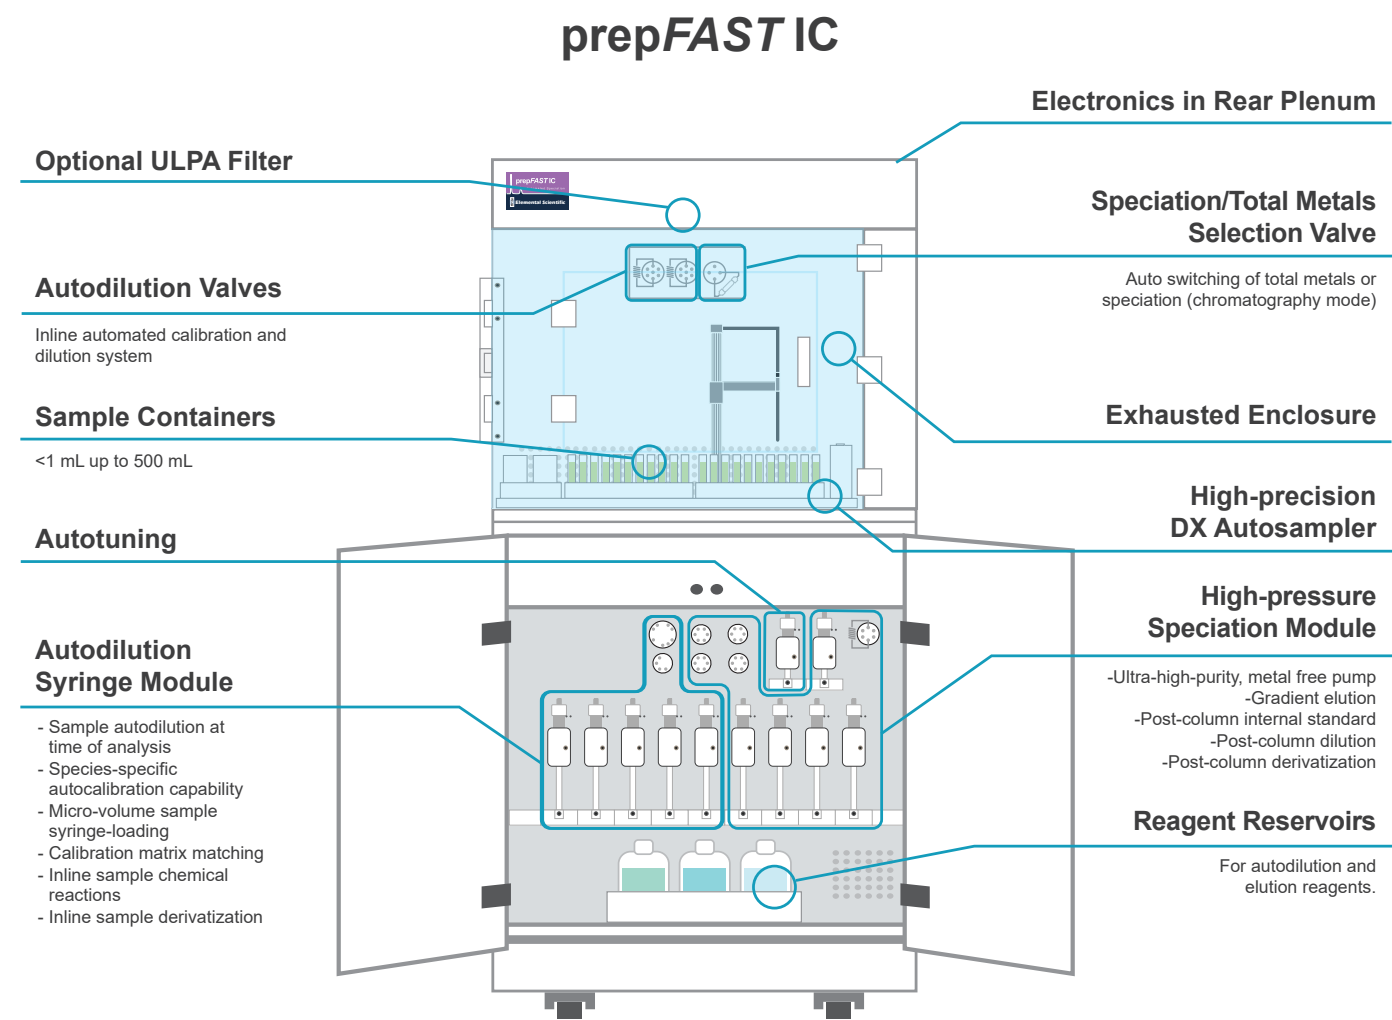 prepFAST IC
Electronics in Rear Plenum
Optional ULPA Filter
prepFAST IC
Elemental Scientific
Speciation/Total Metals
Selection Valve
Auto switching of total metals or
speciation (chromatography mode)
Autodilution Valves
Inline automated calibration and
dilution system
Sample Containers
<1 mL up to 500 mL
Exhausted Enclosure
High-precision
DX Autosampler
Autotuning
High-pressure
Speciation Module
-Ultra-high-purity, metal free pump
-Gradient elution
-Post-column internal standard
-Post-column dilution
-Post-column derivatization
Autodilution
Syringe Module
- Sample autodilution at
time of analysis
- Species-specific
autocalibration capability
- Micro-volume sample
syringe-loading
- Calibration matrix matching
- Inline sample chemical
reactions
- Inline sample derivatization
Reagent Reservoirs
For autodilution and
elution reagents.